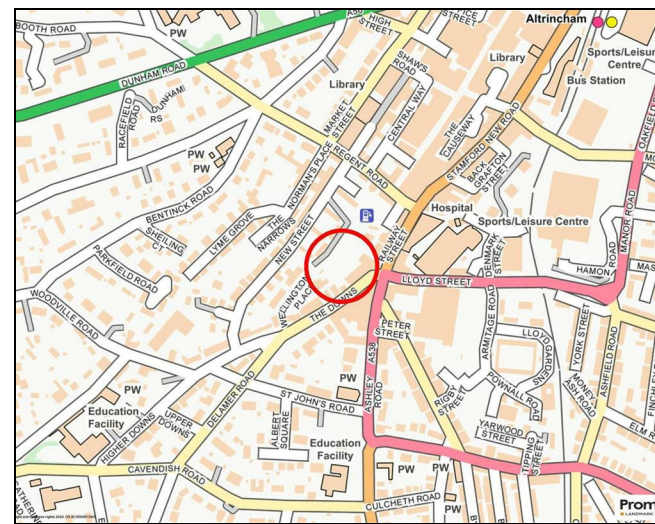 BOOTH ROAD
PW
A56
HIGH
STREET
Altrincham
SHAW'S
ROAD
Library
Library
Sports/Leisure
Centre
Bus Station
DUNHAM ROAD
RACEFIELD
ROAD
DUNHAM
RS
MARKET
STREET
CENTRAL WAY
THE
CAUSEWAY
STAMFORD NEW ROAD
OAKFIELD
PW
REGENT ROAD
BACK
GRAFTON
STREET
NORMAN'S PLACE
BENTINCK ROAD
LYME GROVE
THE
NARROWS
NEW STREET
Hospital
Sports/Leisure Centre
MANOR ROAD
SHEILING
CT
PARKFIELD ROAD
RAILWAY
STREET
DENMARK
STREET
HAMON
ROAD
LLOYD STREET
WOODVILLE ROAD
WELLINGTON
PLACE
THE DOWNS
PETER
STREET
ARMITAGE ROAD
LLOYD
GARDENS
YORK STREET
ASHFIELD ROAD
A538
ASHLEY
ROAD
DELAMER ROAD
PW
ST JOHN'S ROAD
RIGBY
STREET
POWNALL
ROAD
MONEY
ASH ROAD
PW
Education
Facility
HIGHER DOWNS
UPPER
DOWNS
ALBERT
SQUARE
Education
Facility
YARWOOD
STREET
TIPPING
STREET
ELM R
CAVENDISH ROAD
PW
PW
CULCHETH ROAD
Prom
LANDMARK